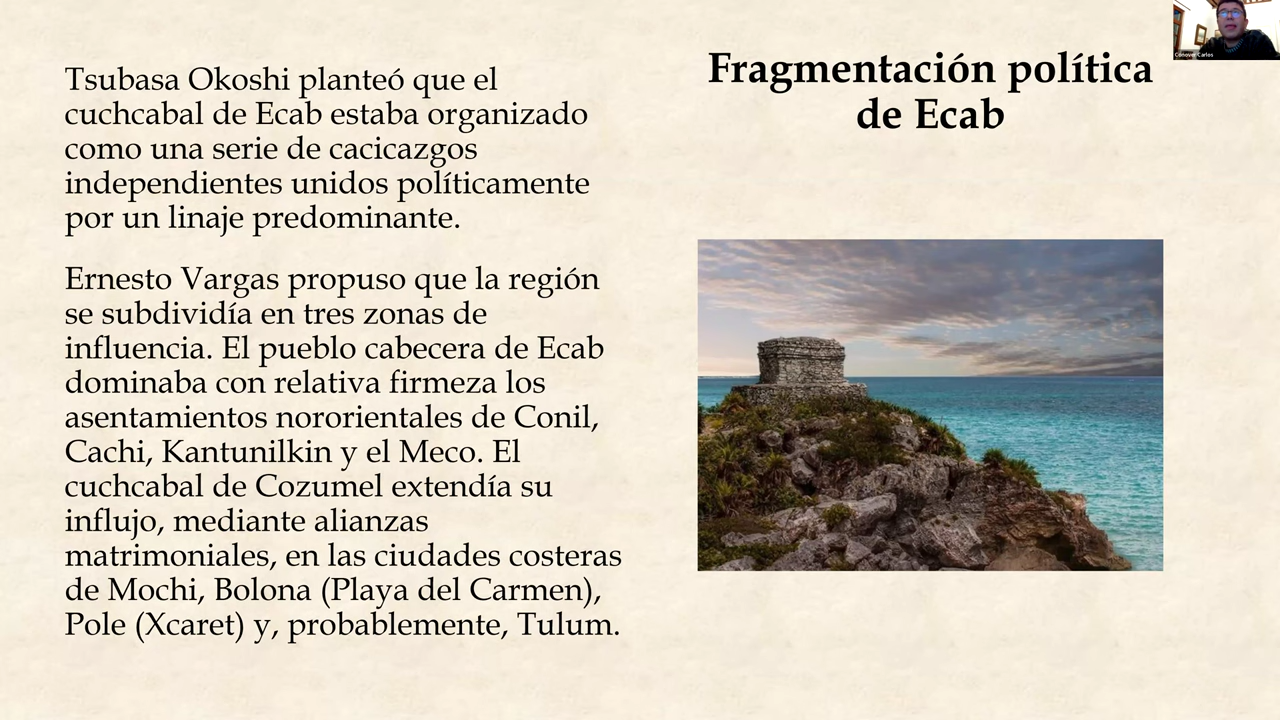 Tsubasa Okoshi planteó que el
cuchcabal de Ecab estaba organizado
como una serie de cacicazgos
independientes unidos políticamente
por un linaje predominante.
Ernesto Vargas propuso que la región
se subdividía en tres zonas de
influencia. El pueblo cabecera de Ecab
dominaba con relativa firmeza los
asentamientos nororientales de Conil,
Cachi, Kantunilkin y el Meco. El
cuchcabal de Cozumel extendía su
influjo, mediante alianzas
matrimoniales, en las ciudades costeras
de Mochi, Bolona (Playa del Carmen),
Pole (Xcaret) y, probablemente, Tulum.
Fragmentación política
de Ecab
Conover Carlos